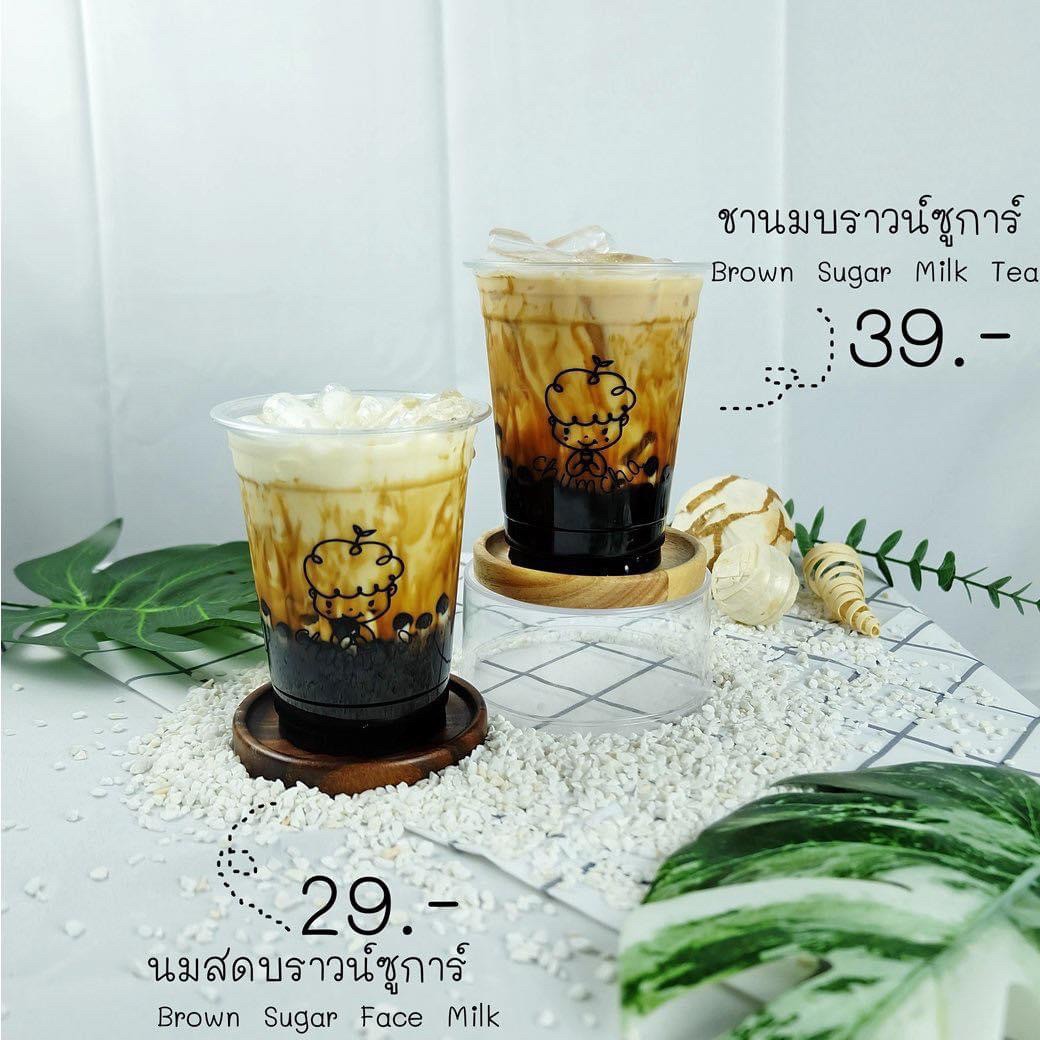 ชานมบราวน์ซูการ์
Brown Sugar Milk Tea
39.-
chumcha
29.-
นมสดบราวน์ซูการ์
Brown Sugar Face Milk